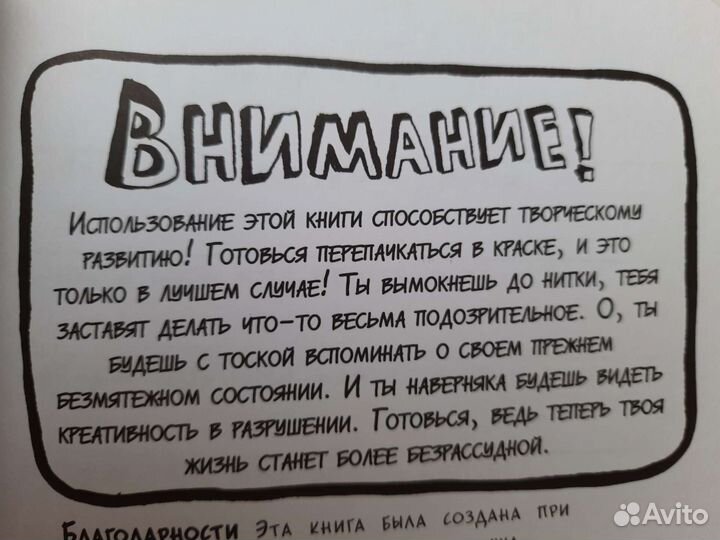 Внимание!
Использование этой книги способствует творческому
развитию! Готовься перепачкаться в краске, и это
только в лучшем случае! Ты вымокнешь до нитки, тебя
заставят делать что-то весьма подозрительное. О, ты
будешь с тоской вспоминать о своем прежнем
безмятежном состоянии. И ты наверняка будешь видеть
креативность в разрушении. Готовься, ведь теперь твоя
жизнь станет более безрассудной.
Благодарности Эта книга была создана при
Avito